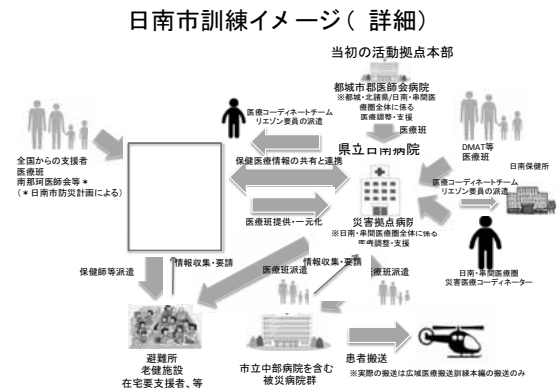 日南市訓練イメージ( 詳細)
当初の活動拠点本部
都城市郡医師会病院
※都城・北諸県/日南・串間医
療圏全体に係る
医療調整・支援
医療班
医療コーディネートチーム
リエゾン要員の派遣
全国からの支援者
医療班
南那珂医師会等*
(*日南市防災計画による)
県立日南病院
保健医療情報の共有と連携
DMAT等
医療班
日南保健所
医療コーディネートチーム
リエゾン要員の派遣
医療班提供・一元化
災害拠点病院
※日南・串間医療圏全体に係る
医療調整・支援
保健師等派遣
情報収集・要請
医療班派遣
情報収集・要請
医療班派遣
日南・串間医療圏
災害医療コーディネーター
避難所
老健施設
在宅要支援者、等
市立中部病院を含む
被災病院群
患者搬送
※実際の搬送は広域医療搬送訓練本編の搬送のみ